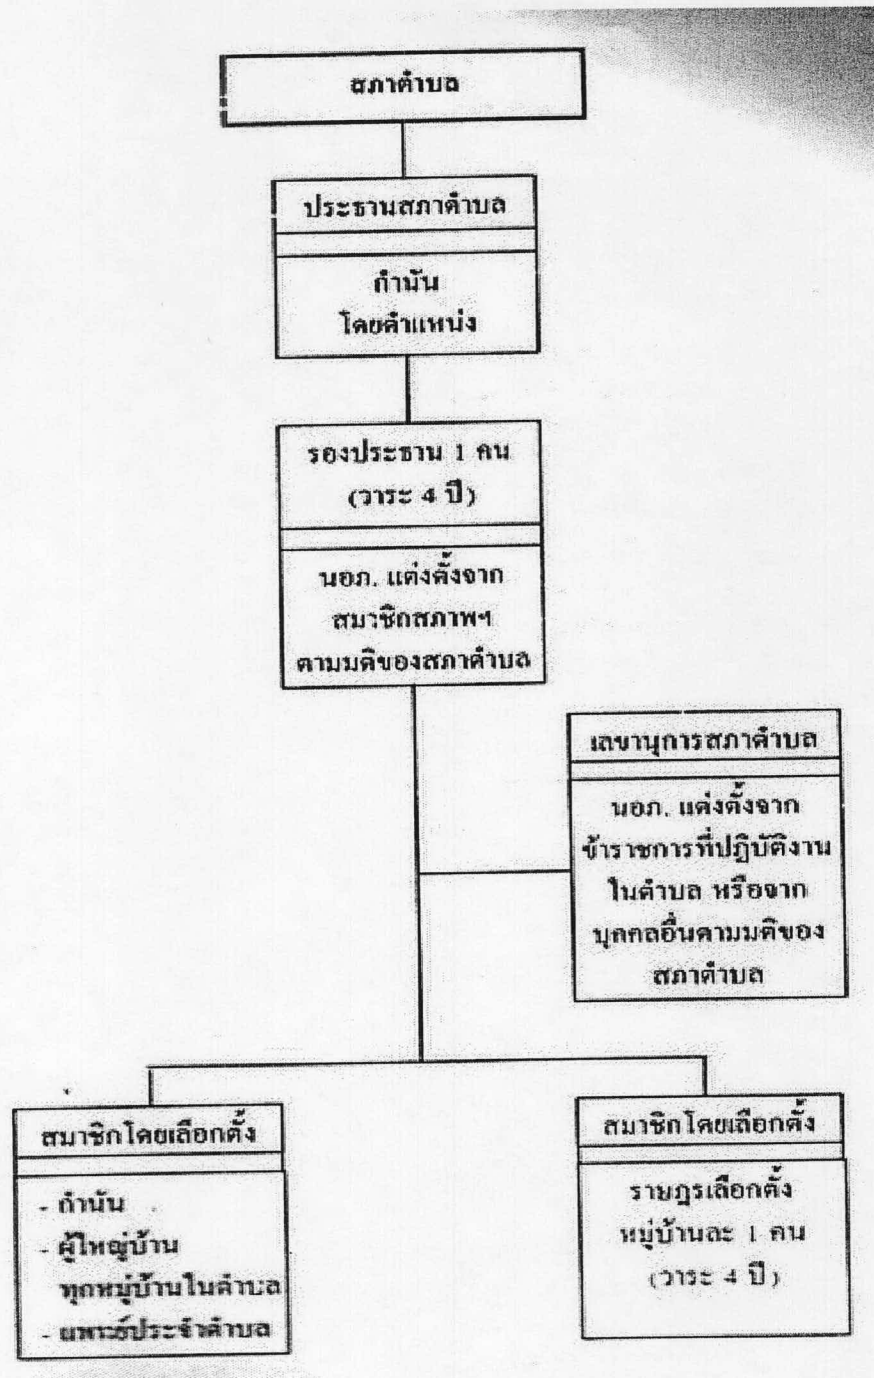 สภาตำบล
ประธานสภาตำบล
กำนัน
โดยตำแหน่ง
รองประธาน 1 คน
(วาระ 4 ปี)
นอภ. แต่งตั้งจาก
สมาชิกสภาพฯ
ตามมติของสภาตำบล
เลขานุการสภาตำบล
นอภ. แต่งตั้งจาก
ข้าราชการที่ปฏิบัติงาน
ในตำบล หรือจาก
บุคคลอื่นตามมติของ
สภาตำบล
สมาชิกโดยเลือกตั้ง
- กำนัน
- ผู้ใหญ่บ้าน
ทุกหมู่บ้านในตำบล
- แพทย์ประจำตำบล
สมาชิกโดยเลือกตั้ง
ราษฎรเลือกตั้ง
หมู่บ้านละ 1 คน
(วาระ 4 ปี)